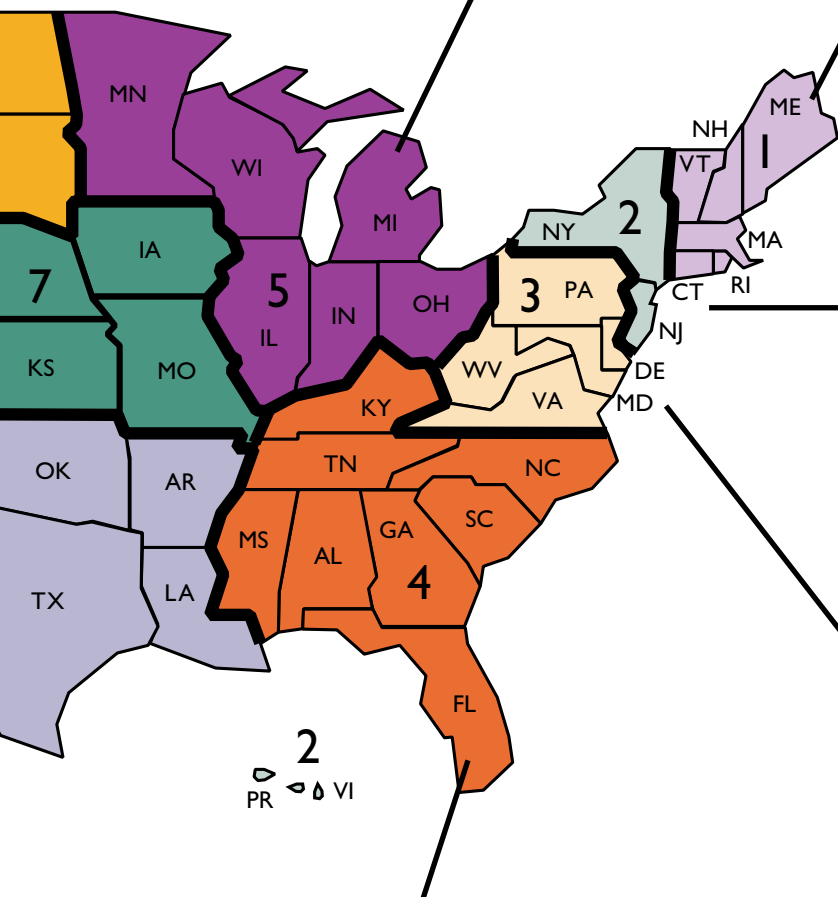 MN
ME
NH
1
VT
WI
MI
2
NY
MA
IA
7
5
3
PA
RI
CT
OH
IN
IL
NJ
KS
MO
WV
DE
KY
VA
MD
OK
AR
TN
NC
SC
MS
GA
AL
4
TX
LA
FL
2
PR
VI